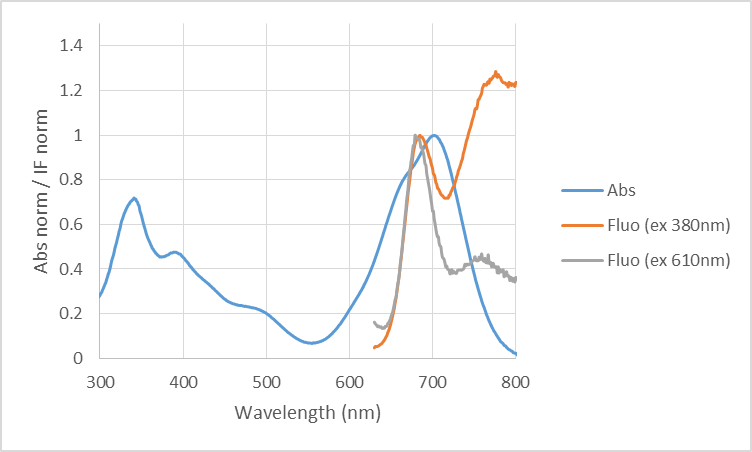 1.4
1.2
1
0.8
0.6
0.4
0.2
0
300 400 500 600 700 800
Abs norm / IF norm
Wavelength (nm)
Abs
Fluo (ex 380nm)
Fluo (ex 610nm)